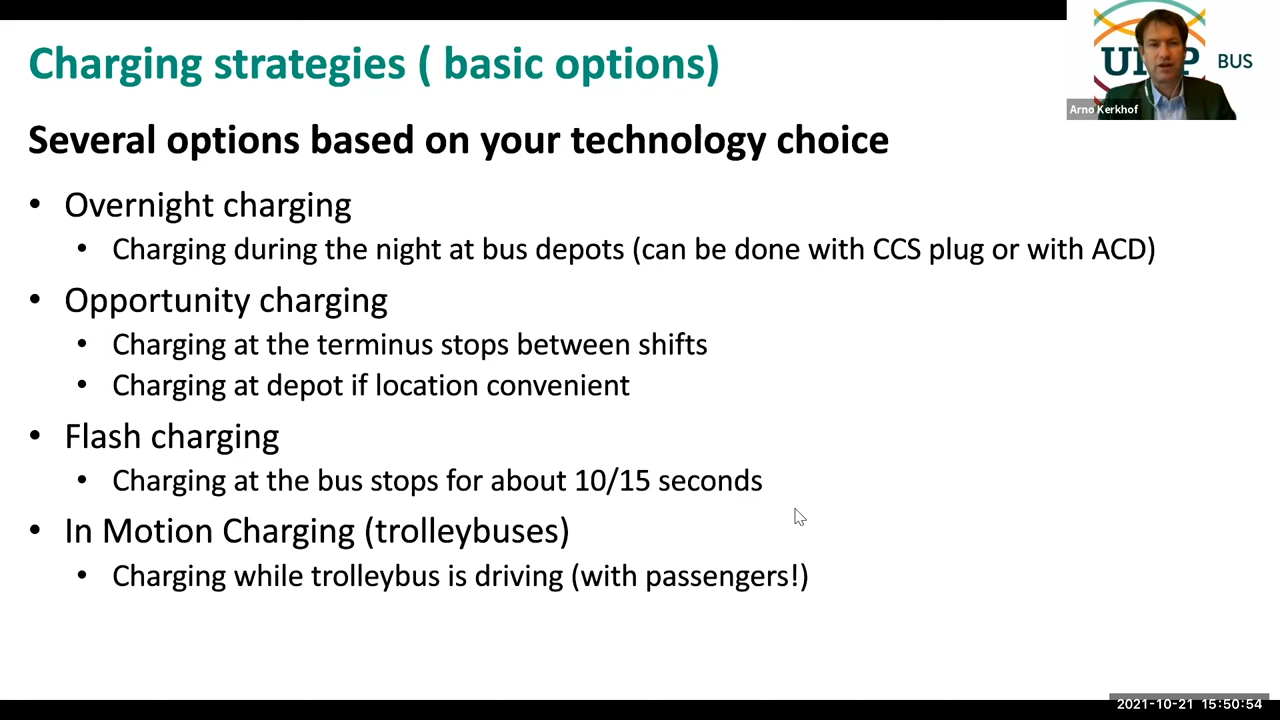 Charging strategies ( basic options)
BUS
Arno Kerkhof
Several options based on your technology choice
• Overnight charging
• Charging during the night at bus depots (can be done with CCS plug or with ACD)
• Opportunity charging
• Charging at the terminus stops between shifts
• Charging at depot if location convenient
• Flash charging
• Charging at the bus stops for about 10/15 seconds
• In Motion Charging (trolleybuses)
• Charging while trolleybus is driving (with passengers!)
2021-10-21 15:50:54